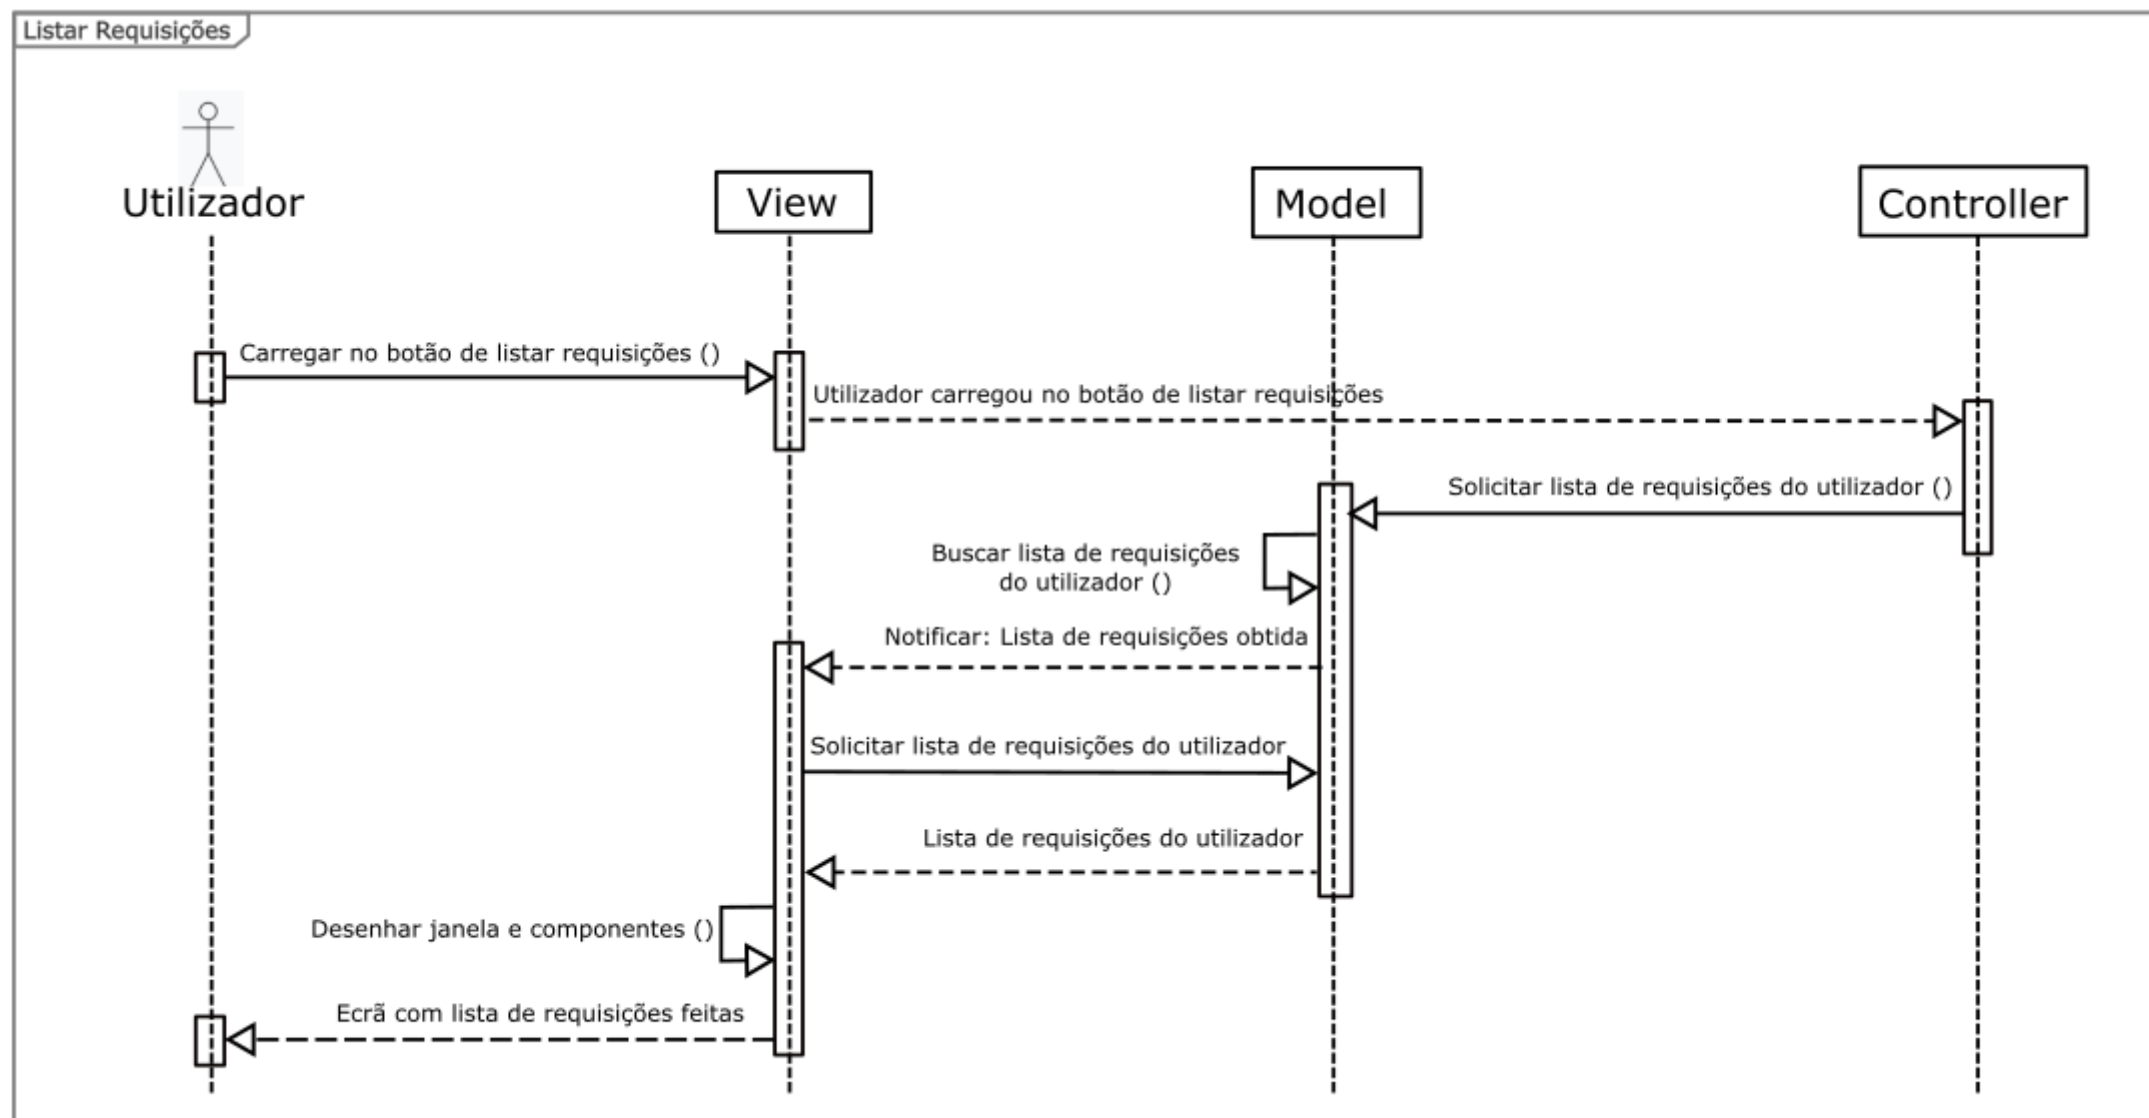 Listar Requisições
Utilizador
View
Model
Controller
Carregar no botão de listar requisições ()
Utilizador carregou no botão de listar requisições
Solicitar lista de requisições do utilizador ()
Buscar lista de requisições
do utilizador ()
Notificar: Lista de requisições obtida
Solicitar lista de requisições do utilizador
Lista de requisições do utilizador
Desenhar janela e componentes ()
Ecrã com lista de requisições feitas